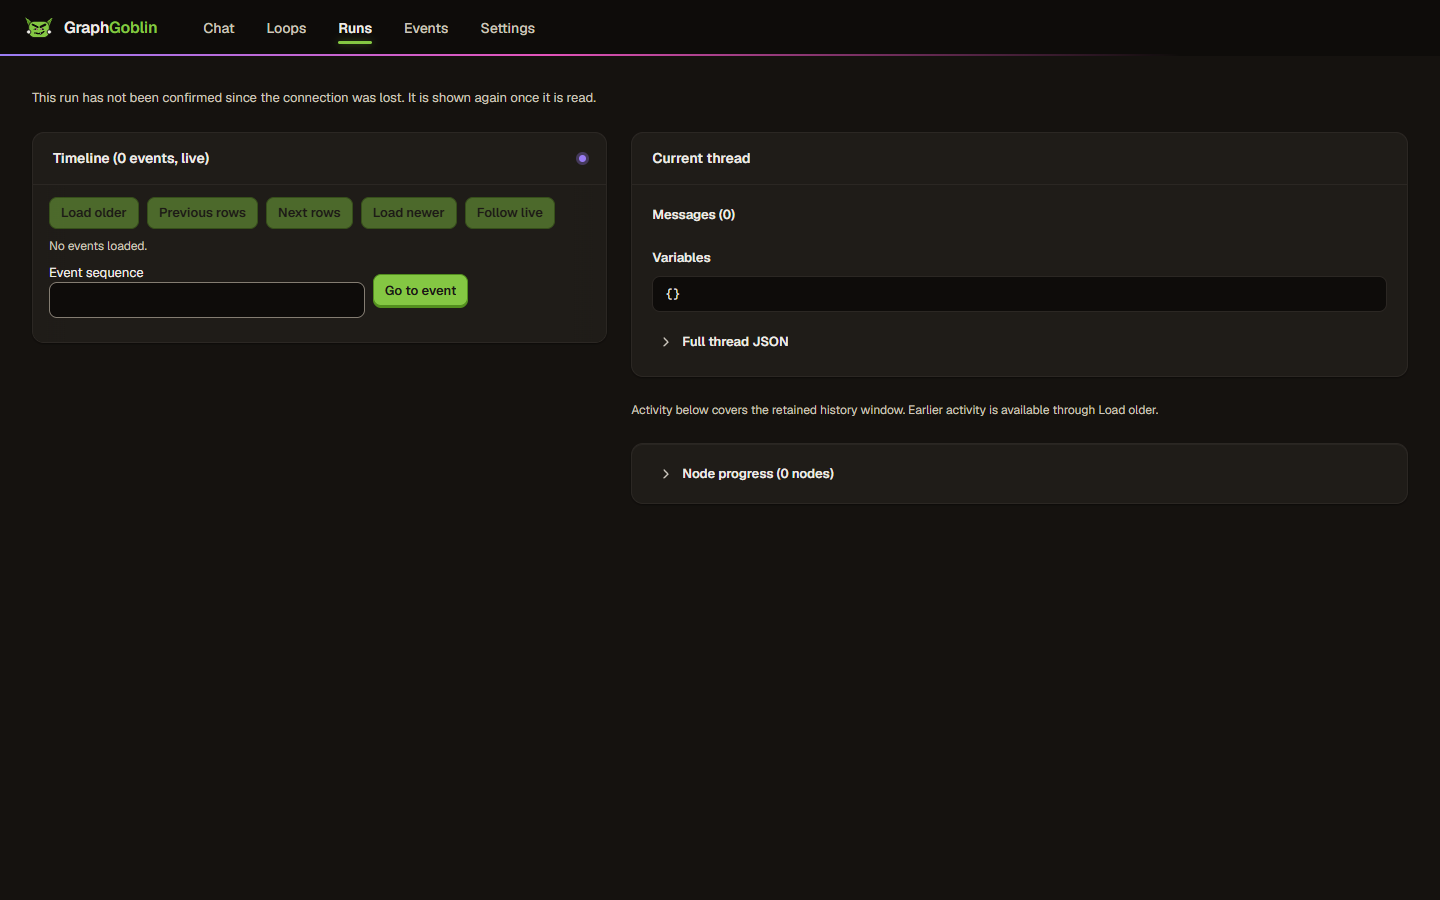 GraphGoblin
Chat
Loops
Runs
Events
Settings
This run has not been confirmed since the connection was lost. It is shown again once it is read.
Timeline (0 events, live)
Load older
Previous rows
Next rows
Load newer
Follow live
No events loaded.
Event sequence
Go to event
Current thread
Messages (0)
Variables
{}
Full thread JSON
Activity below covers the retained history window. Earlier activity is available through Load older.
Node progress (0 nodes)